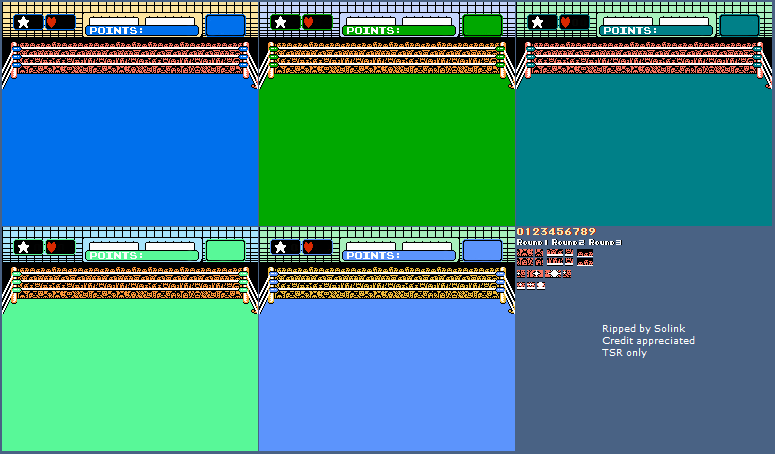 POINTS:
POINTS:
POINTS:
POINTS:
POINTS:
0123456789
Round 1 Round 2 Round 3
Ripped by Solink
Credit appreciated
TSR only